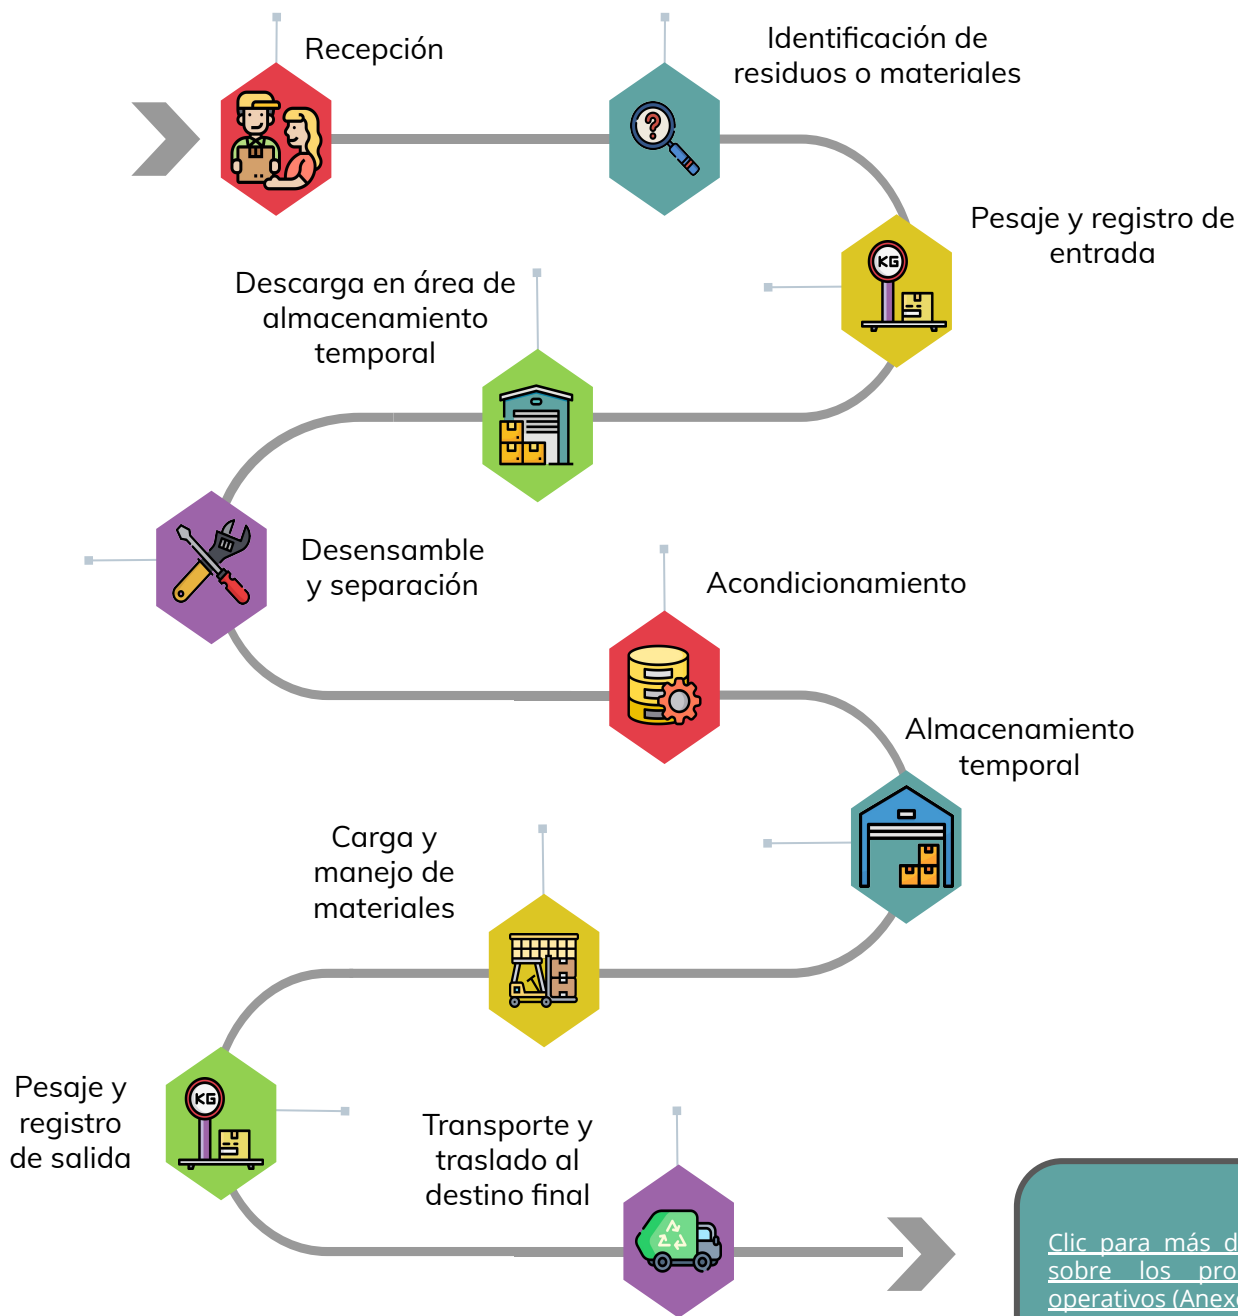 Recepción
Identificación de
residuos o materiales
Pesaje y registro de
entrada
KG
Descarga en área de
almacenamiento
temporal
Desensamble
y separación
Acondicionamiento
Almacenamiento
temporal
Carga y
manejo de
materiales
Pesaje y
registro
de salida
KG
Transporte y
traslado al
destino final
Clic para más
sobre los
operativos